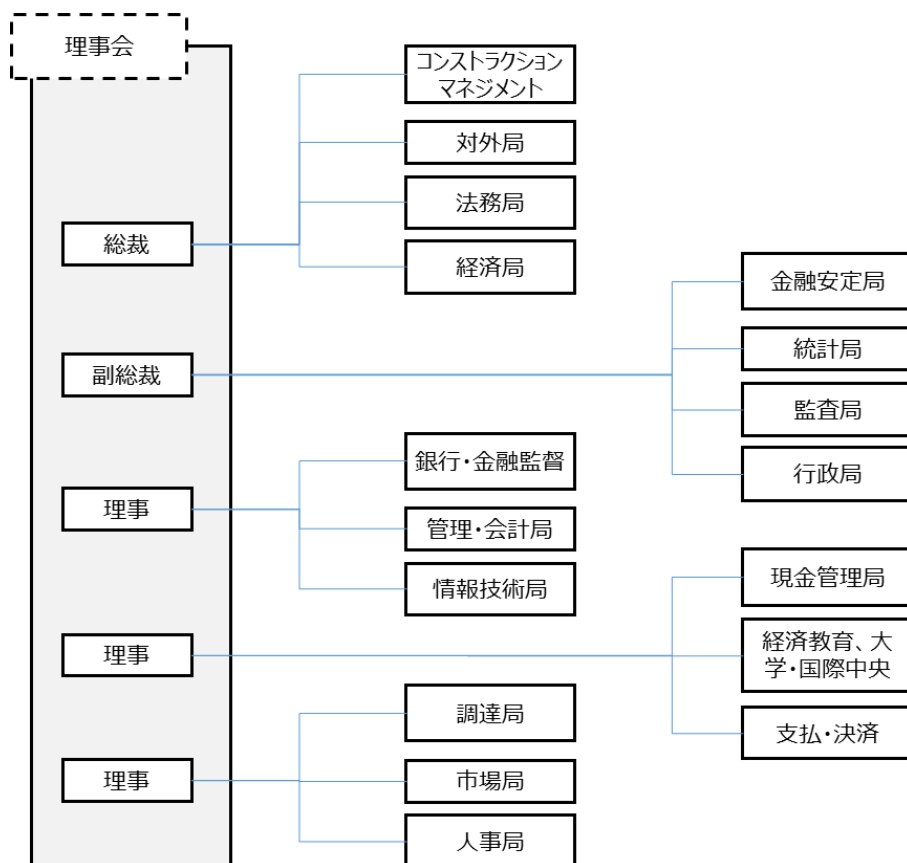 理事会
コンストラクション
マネジメント
対外局
法務局
総裁
経済局
金融安定局
統計局
副総裁
監査局
行政局
銀行・金融監督
理事
管理・会計局
情報技術局
現金管理局
理事
経済教育、大
学・国際中央
調達局
支払・決済
理事
市場局
人事局